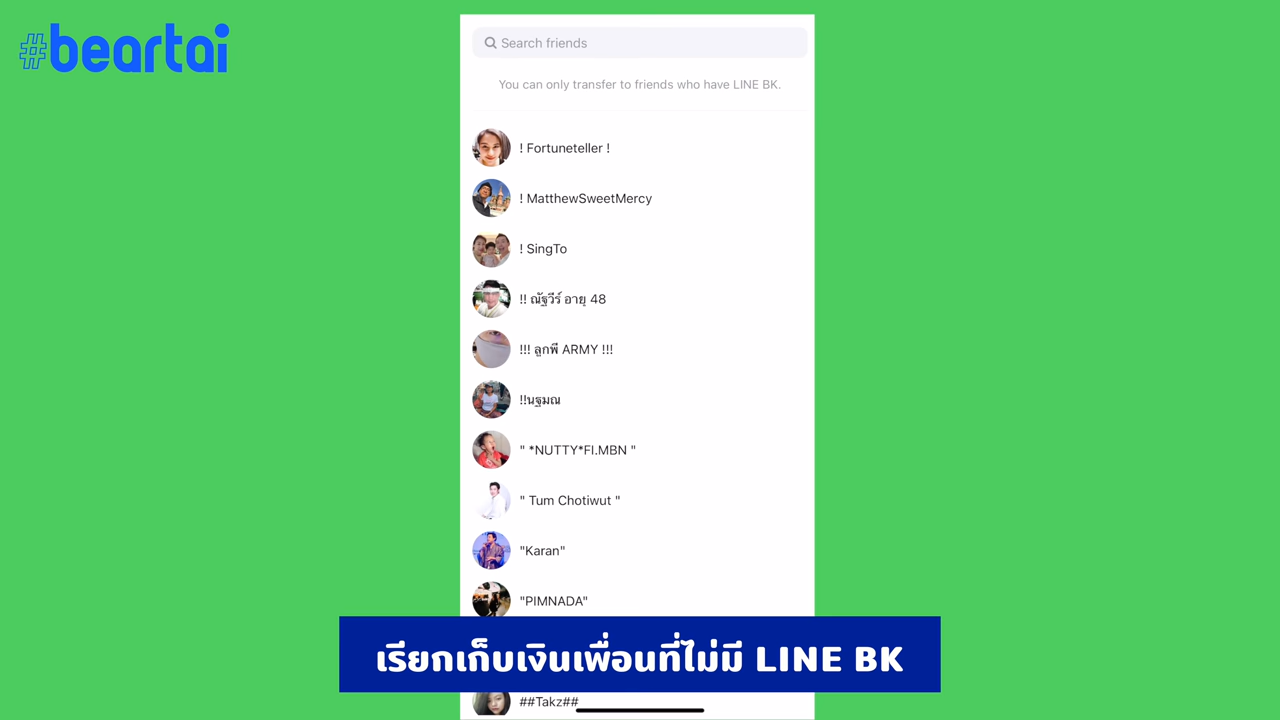 #beartai
Search friends
You can only transfer to friends who have LINE BK.
! Fortuneteller !
! MatthewSweetMercy
! SingTo
!! ณัฐวีร์ อายุ 48
!!! ลูกพี ARMY !!!
!!นฐมณ
" *NUTTY*FI.MBN "
" Tum Chotiwut "
"Karan"
"PIMNADA"
เรียกเก็บเงินเพื่อนที่ไม่มี LINE BK
##Takz##